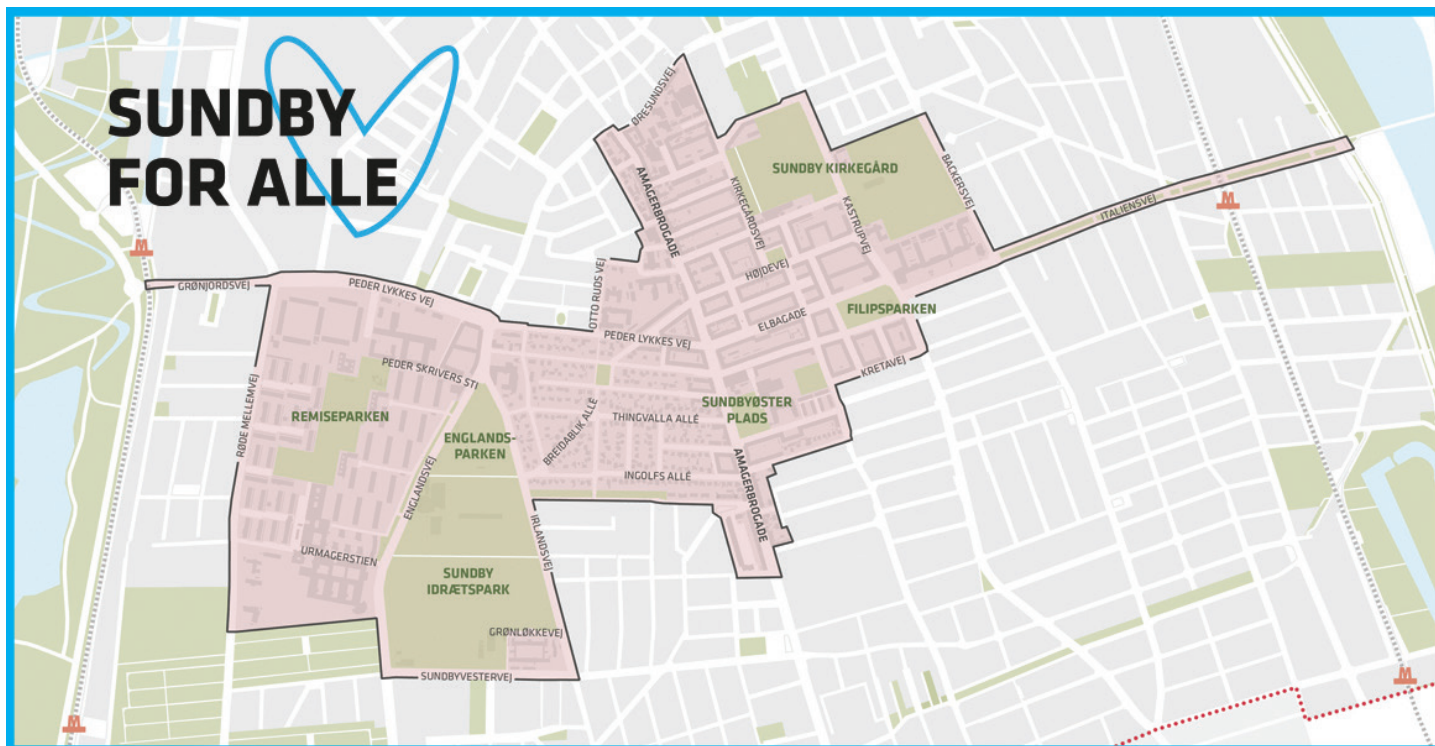 SUNDBY
FOR ALLE
ØRESUNDSVEJ
AMAGERBROGADE
KIRKEGÅRDSVEJ
SUNDBY KIRKEGÅRD
KASTRUPVEJ
BACKERSVEJ
ITALIENSVEJ
M
M
GRØNJORDSVEJ
PEDER LYKKES VEJ
OTTO RUDS VEJ
HØJDEVEJ
ELBAGADE
FILIPSPARKEN
PEDER LYKKES VEJ
KRETAVEJ
PEDER SKRIVERS STI
RØDE MELLEMVEJ
REMISEPARKEN
ENGLANDS-
PARKEN
BREIDABLIK ALLÉ
THINGVALLA ALLÉ
SUNDBYØSTER
PLADS
ENGLANDSVEJ
INGOLFS ALLÉ
AMAGERBROGADE
IRLANDSVEJ
URMAGERSTIEN
SUNDBY
IDRÆTSPARK
GRØNLØKKEVEJ
SUNDBYVESTERVEJ
M
M